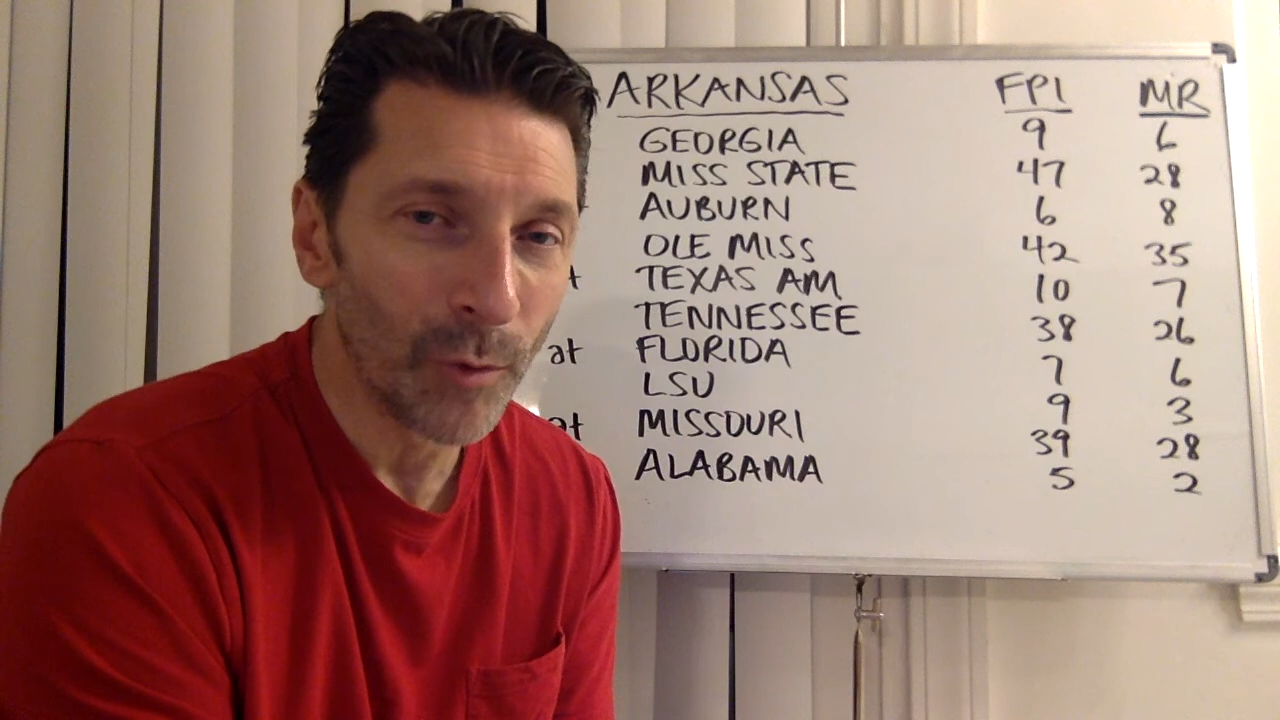 ARKANSAS FPI MR
GEORGIA 9 6
MISS STATE 47 28
AUBURN 6 8
OLE MISS 42 35
TEXAS AM 10 7
TENNESSEE 38 26
at FLORIDA 7 6
LSU 9 3
at MISSOURI 39 28
ALABAMA 5 2